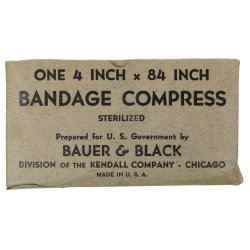 ONE 4 INCH x 84 INCH
BANDAGE COMPRESS
STERILIZED
Prepared for U. S. Government by
BAUER & BLACK
DIVISION OF THE KENDALL COMPANY - CHICAGO
MADE IN U. S. A.